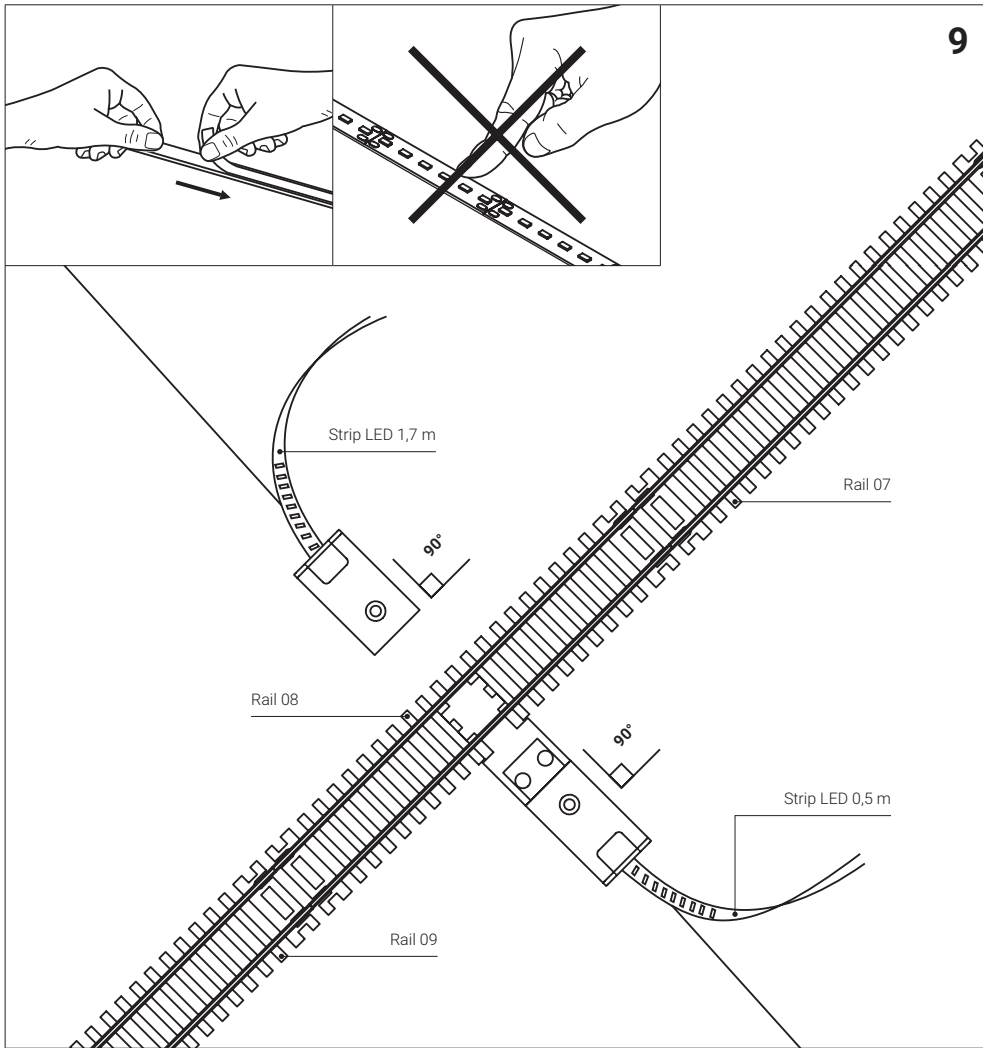 9
Strip LED 1,7 m
Rail 07
90°
Rail 08
90°
Strip LED 0,5 m
Rail 09